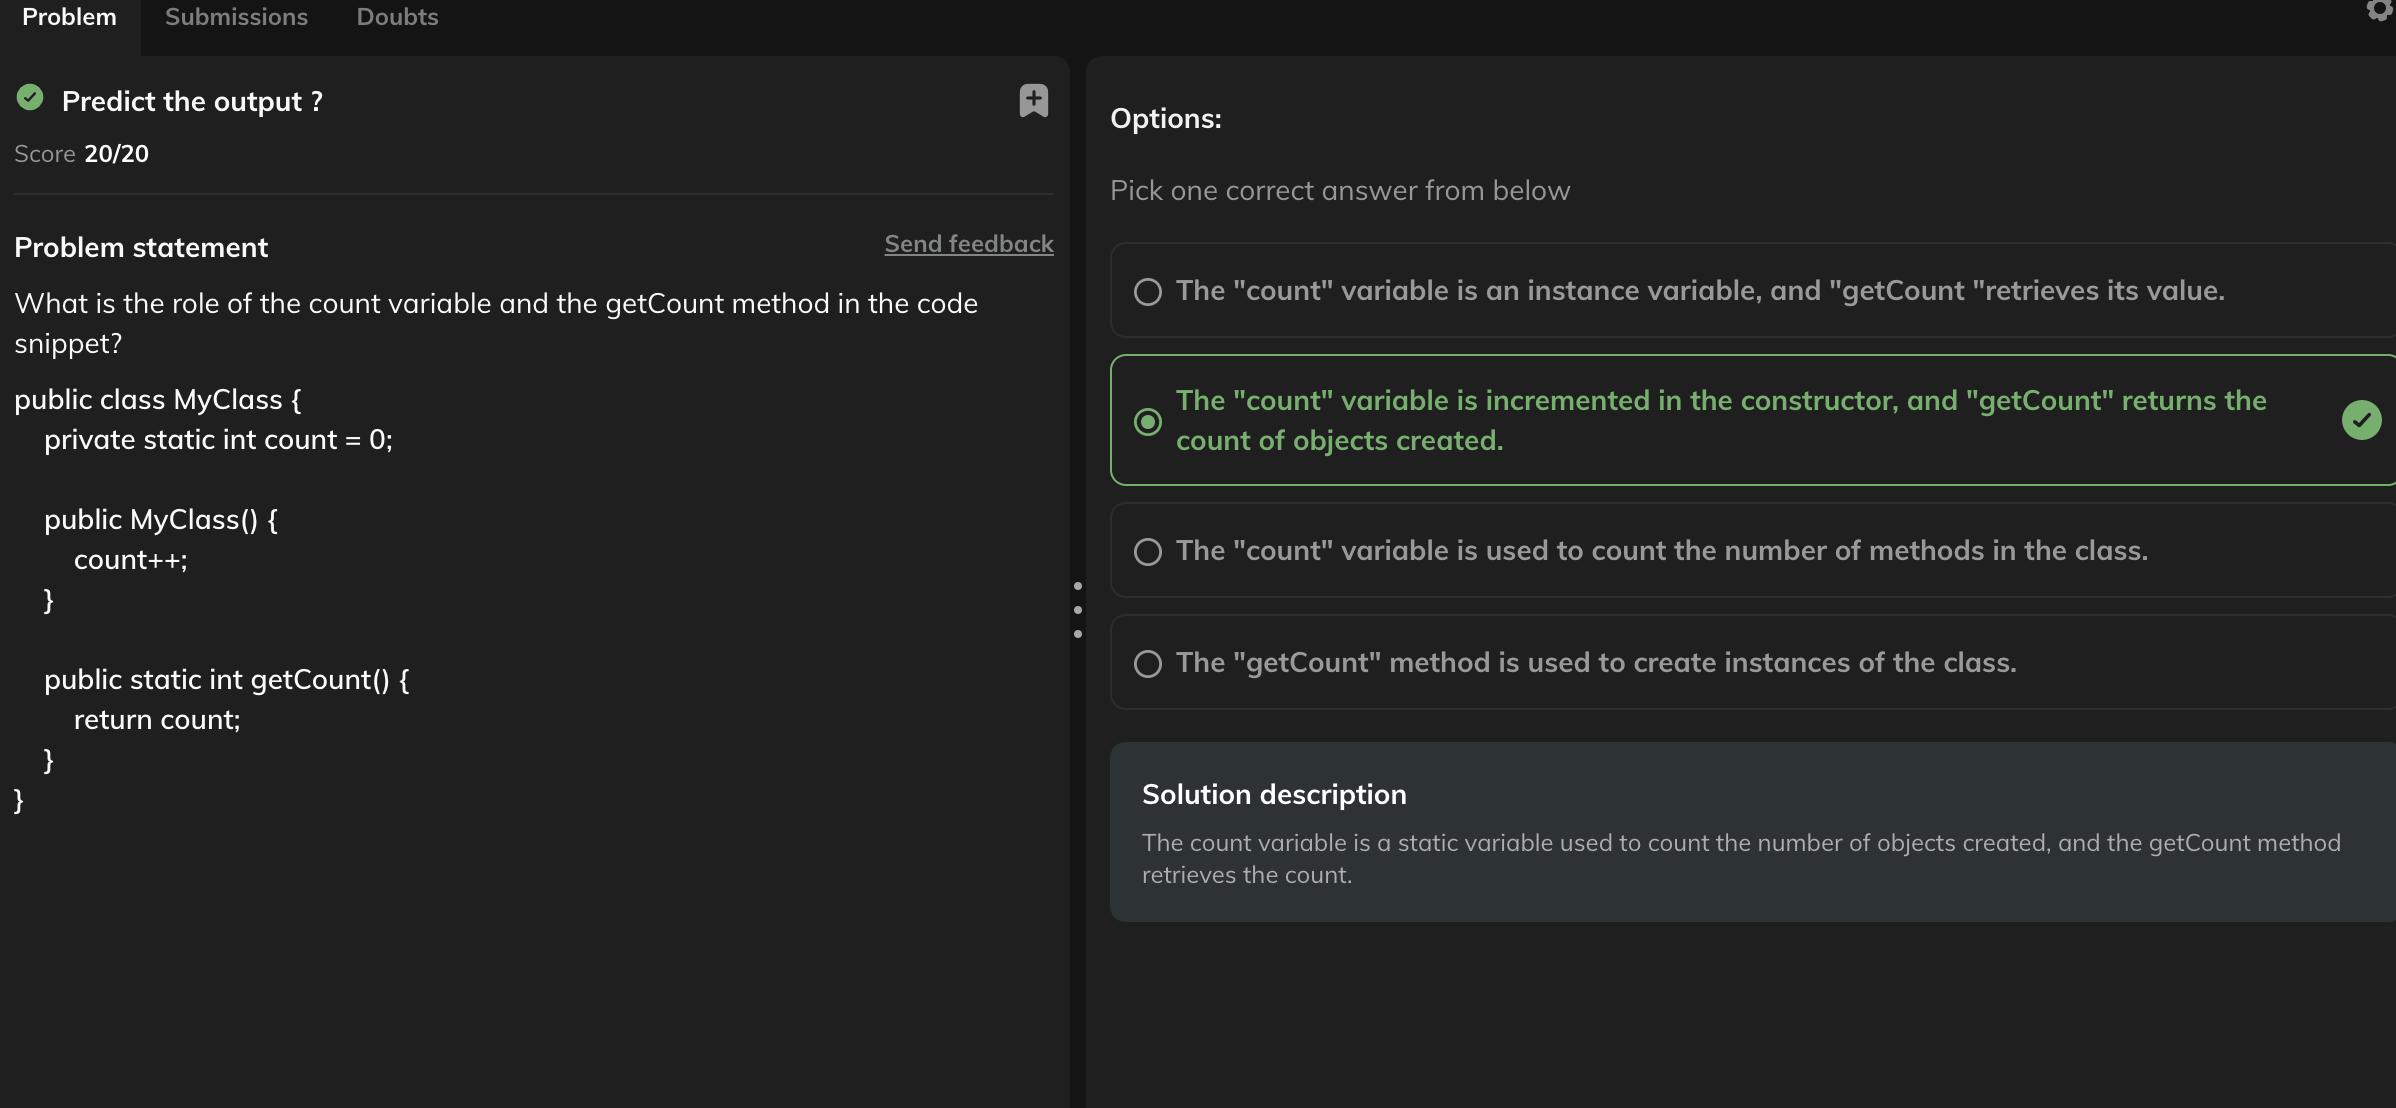 Problem Submissions Doubts
Predict the output ?
Score 20/20
Problem statement
Send feedback
What is the role of the count variable and the getCount method in the code
snippet?
public class MyClass {
    private static int count = 0;

    public MyClass() {
        count++;
    }

    public static int getCount() {
        return count;
    }
}
Options:
Pick one correct answer from below
The "count" variable is an instance variable, and "getCount "retrieves its value.
The "count" variable is incremented in the constructor, and "getCount" returns the
count of objects created.
The "count" variable is used to count the number of methods in the class.
The "getCount" method is used to create instances of the class.
Solution description
The count variable is a static variable used to count the number of objects created, and the getCount method
retrieves the count.